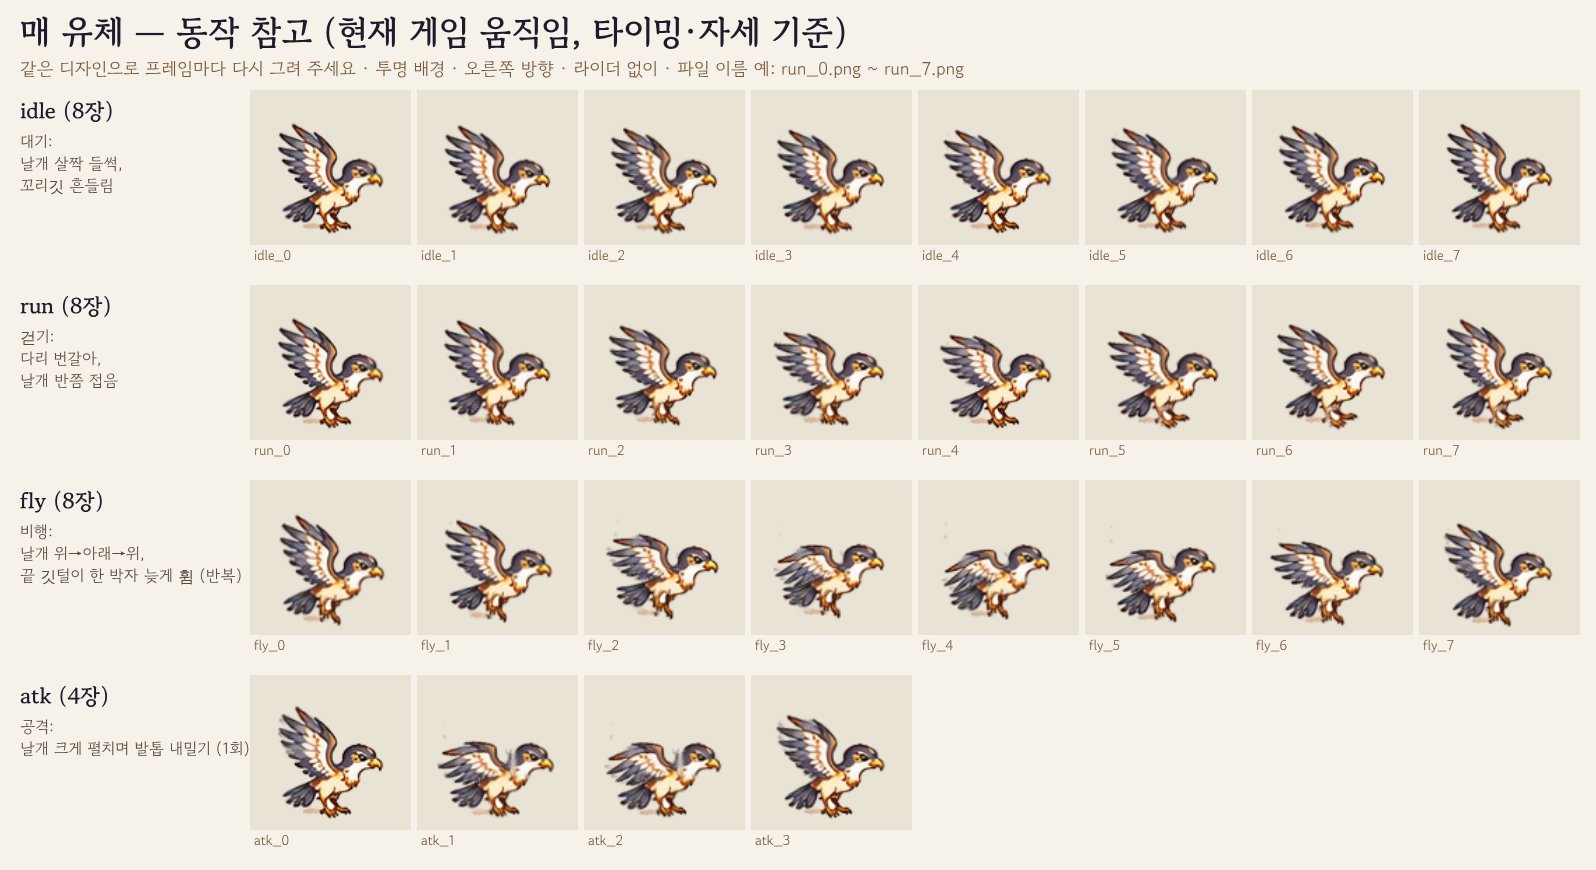 매 유체 — 동작 참고 (현재 게임 움직임, 타이밍·자세 기준)
같은 디자인으로 프레임마다 다시 그려 주세요 · 투명 배경 · 오른쪽 방향 · 라이더 없이 · 파일 이름 예: run_0.png ~ run_7.png
idle (8장)
대기:
날개 살짝 들썩,
꼬리깃 흔들림
idle_0 idle_1 idle_2 idle_3 idle_4 idle_5 idle_6 idle_7
run (8장)
걷기:
다리 번갈아,
날개 반쯤 접음
run_0 run_1 run_2 run_3 run_4 run_5 run_6 run_7
fly (8장)
비행:
날개 위→아래→위,
끝 깃털이 한 박자 늦게 휨 (반복)
fly_0 fly_1 fly_2 fly_3 fly_4 fly_5 fly_6 fly_7
atk (4장)
공격:
날개 크게 펼치며 발톱 내밀기 (1회)
atk_0 atk_1 atk_2 atk_3